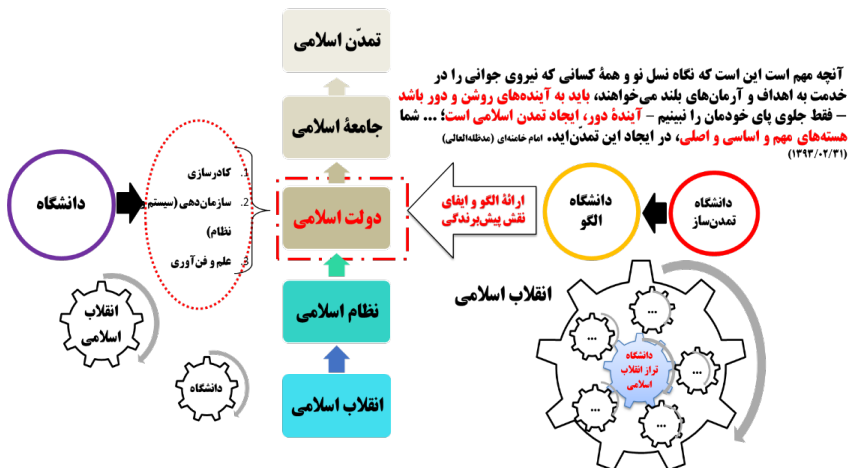 تمدّن اسلامی
جامعهٔ اسلامی
دولت اسلامی
نظام اسلامی
انقلاب اسلامی
آنچه مهم است این است که نگاه نسل نو و همهٔ کسانی که نیروی جوانی را در
خدمت به اهداف و آرمان‌های بلند می‌خواهند، باید به آینده‌های روشن و دور باشد
– فقط جلوی پای خودمان را نبینیم – آیندهٔ دور، ایجاد تمدن اسلامی است؛ ... شما
هسته‌های مهم و اساسی و اصلی، در ایجاد این تمدّن‌اید. امام خامنه‌ای (مدظله‌العالی)
(۱۳۹۳/۰۲/۳۱)
دانشگاه
تمدن‌ساز
دانشگاه
الگو
ارائهٔ الگو و ایفای
نقش پیش‌برندگی
1. کادرسازی
2. سازمان‌دهی (سیستم و
نظام)
3. علم و فن‌آوری
دانشگاه
انقلاب
اسلامی
دانشگاه
انقلاب اسلامی
...
...
...
...
...
دانشگاه
تراز انقلاب
اسلامی